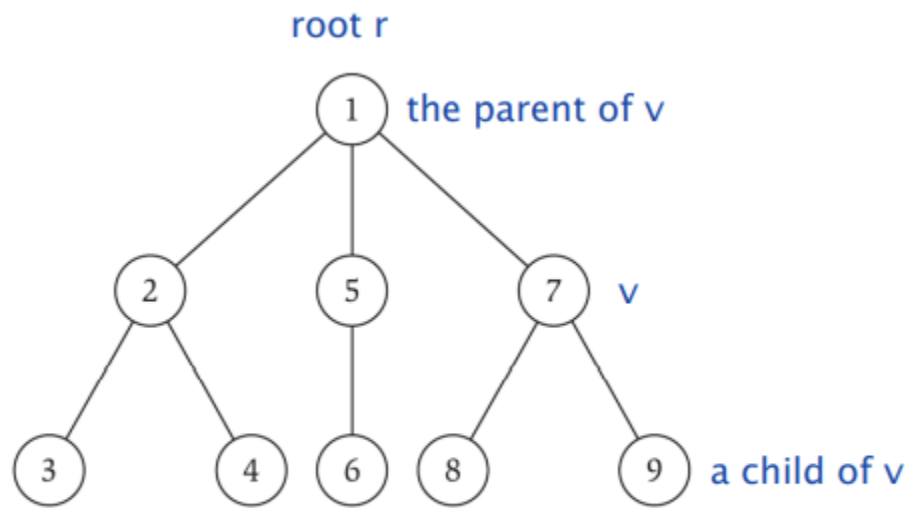 root r
1 the parent of v
2 5 7 v
3 4 6 8 9 a child of v